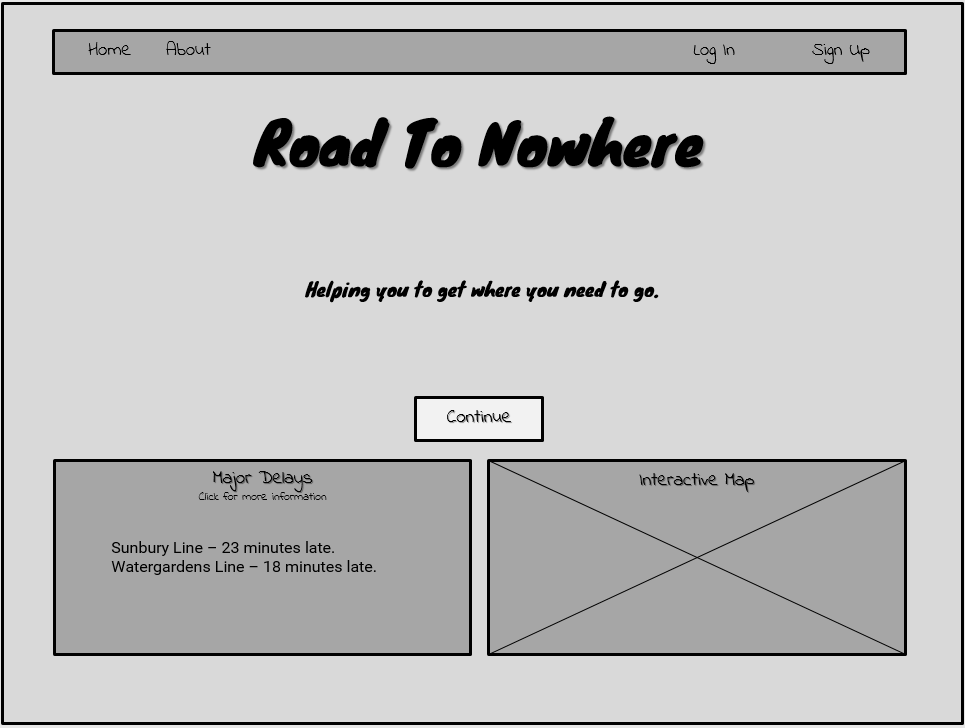 Home About Log In Sign Up
Road To Nowhere
Helping you to get where you need to go.
Continue
Major Delays
Click for more information
Sunbury Line – 23 minutes late.
Watergardens Line – 18 minutes late.
Interactive Map